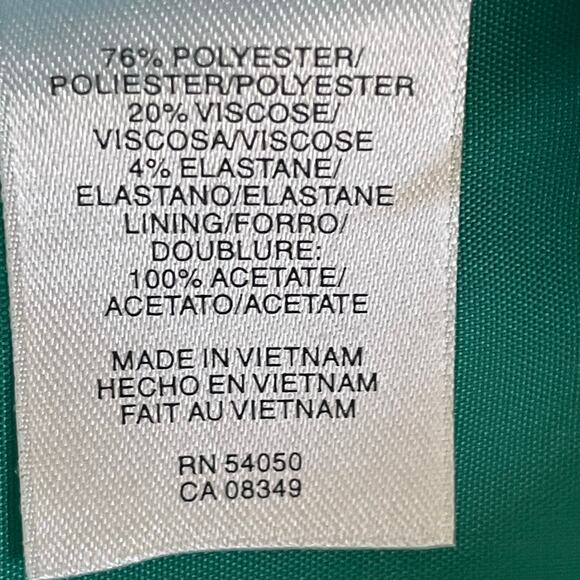 76% POLYESTER/
POLIESTER/POLYESTER
20% VISCOSE/
VISCOSA/VISCOSE
4% ELASTANE/
ELASTANO/ELASTANE
LINING/FORRO/
DOUBLURE:
100% ACETATE/
ACETATO/ACETATE
MADE IN VIETNAM
HECHO EN VIETNAM
FAIT AU VIETNAM
RN 54050
CA 08349